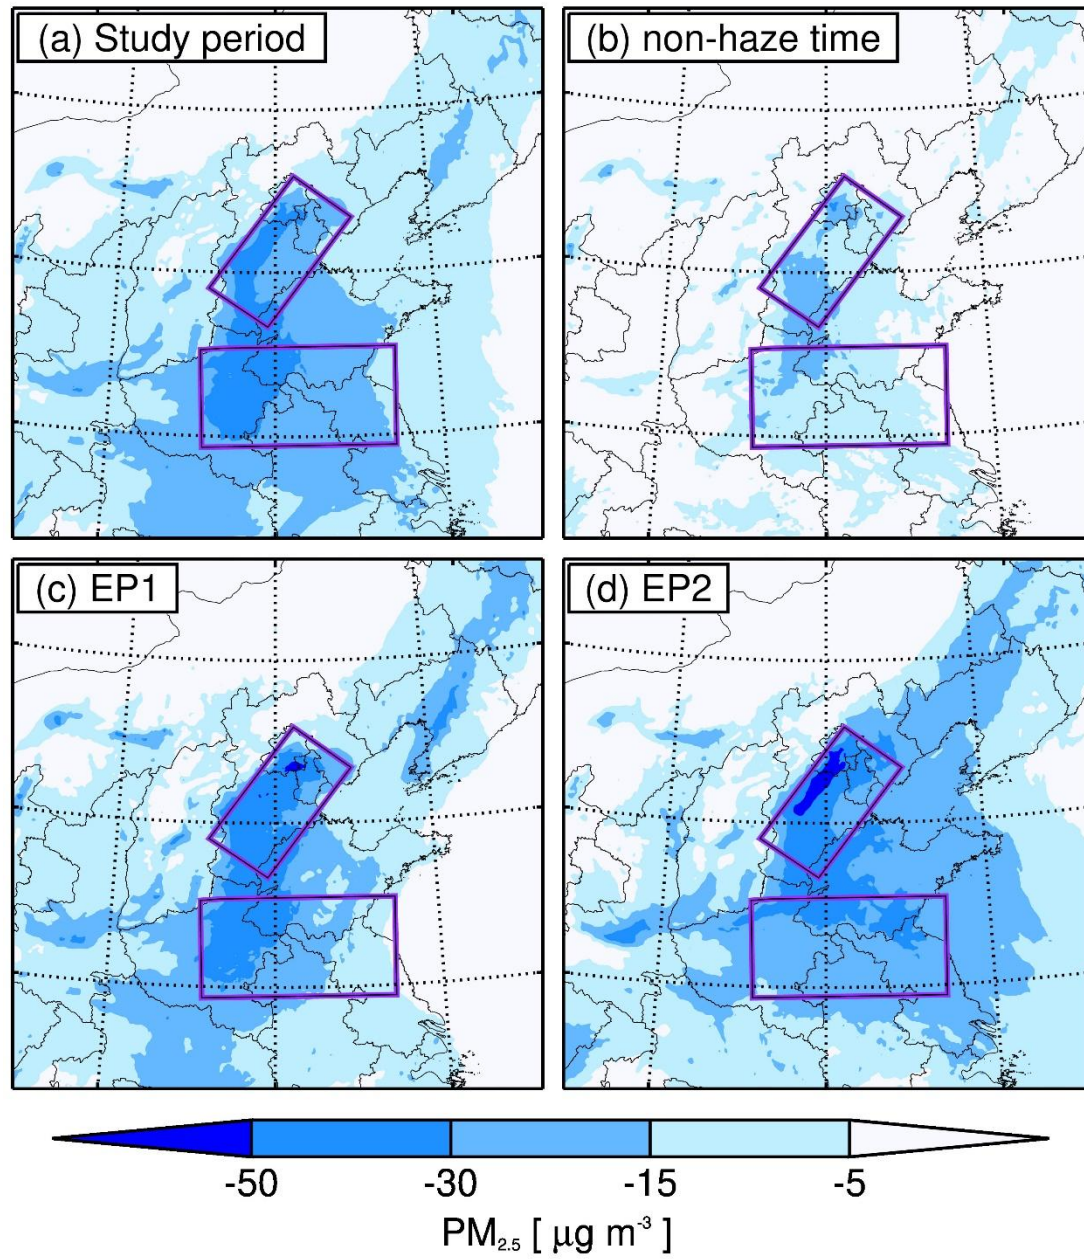 (a) Study period
(b) non-haze time
(c) EP1
(d) EP2
-50 -30 -15 -5
PM₂.₅ [ μg m⁻³ ]